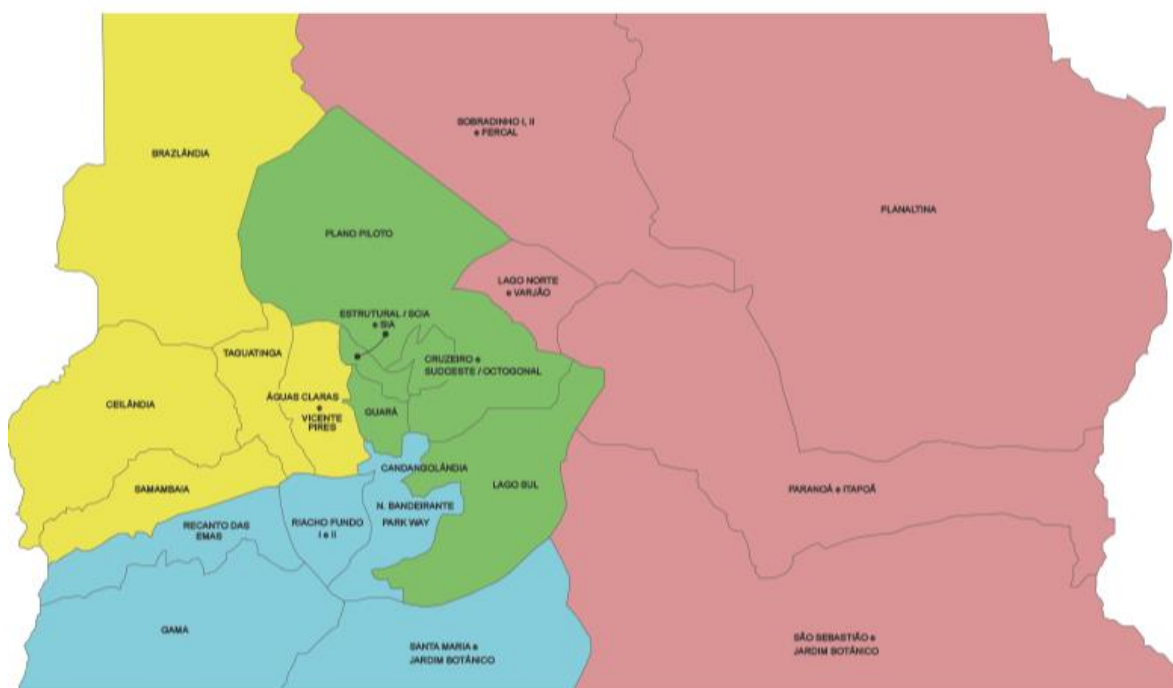 SOBRADINHO I, II
e FERCAL
BRAZLÂNDIA
PLANALTINA
PLANO PILOTO
LAGO NORTE
e VARJÃO
ESTRUTURAL / SCIA
e SIA
TAGUATINGA
CRUZEIRO e
SUDOESTE / OCTOGONAL
ÁGUAS CLARAS
e
VICENTE
PIRES
CEILÂNDIA
GUARÁ
CANDANGOLÂNDIA
LAGO SUL
SAMAMBAIA
PARANOÁ e ITAPOÃ
N. BANDEIRANTE
PARK WAY
RECANTO DAS
EMAS
RIACHO FUNDO
I e II
GAMA
SANTA MARIA e
JARDIM BOTÂNICO
SÃO SEBASTIÃO e
JARDIM BOTÂNICO